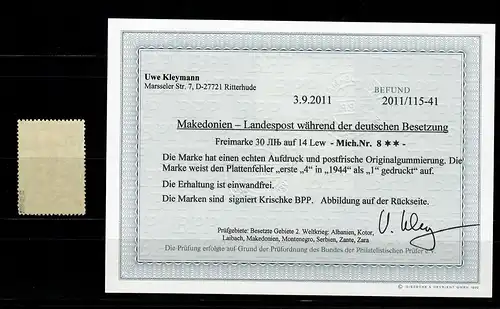 Uwe Kleymann
Marsseler Str. 7, D-27721 Ritterhude
BEFUND
3.9.2011
2011/115-41
Makedonien – Landespost während der deutschen Besetzung
Freimarke 30 ЛЬ auf 14 Lew - Mich.Nr. 8 ✶✶ -
Die Marke hat einen echten Aufdruck und postfrische Originalgummierung. Die
Marke weist den Plattenfehler „erste „4" in „1944" als „1" gedruckt" auf.
Die Erhaltung ist einwandfrei.
Die Marken sind signiert Krischke BPP. Abbildung auf der Rückseite.
Prüfgebiete: Besetzte Gebiete 2. Weltkrieg: Albanien, Kotor,
Laibach, Makedonien, Montenegro, Serbien, Zante, Zara
Die Prüfung erfolgte auf Grund der Prüfordnung des Bundes der Philatelistischen Prüfer e.V.